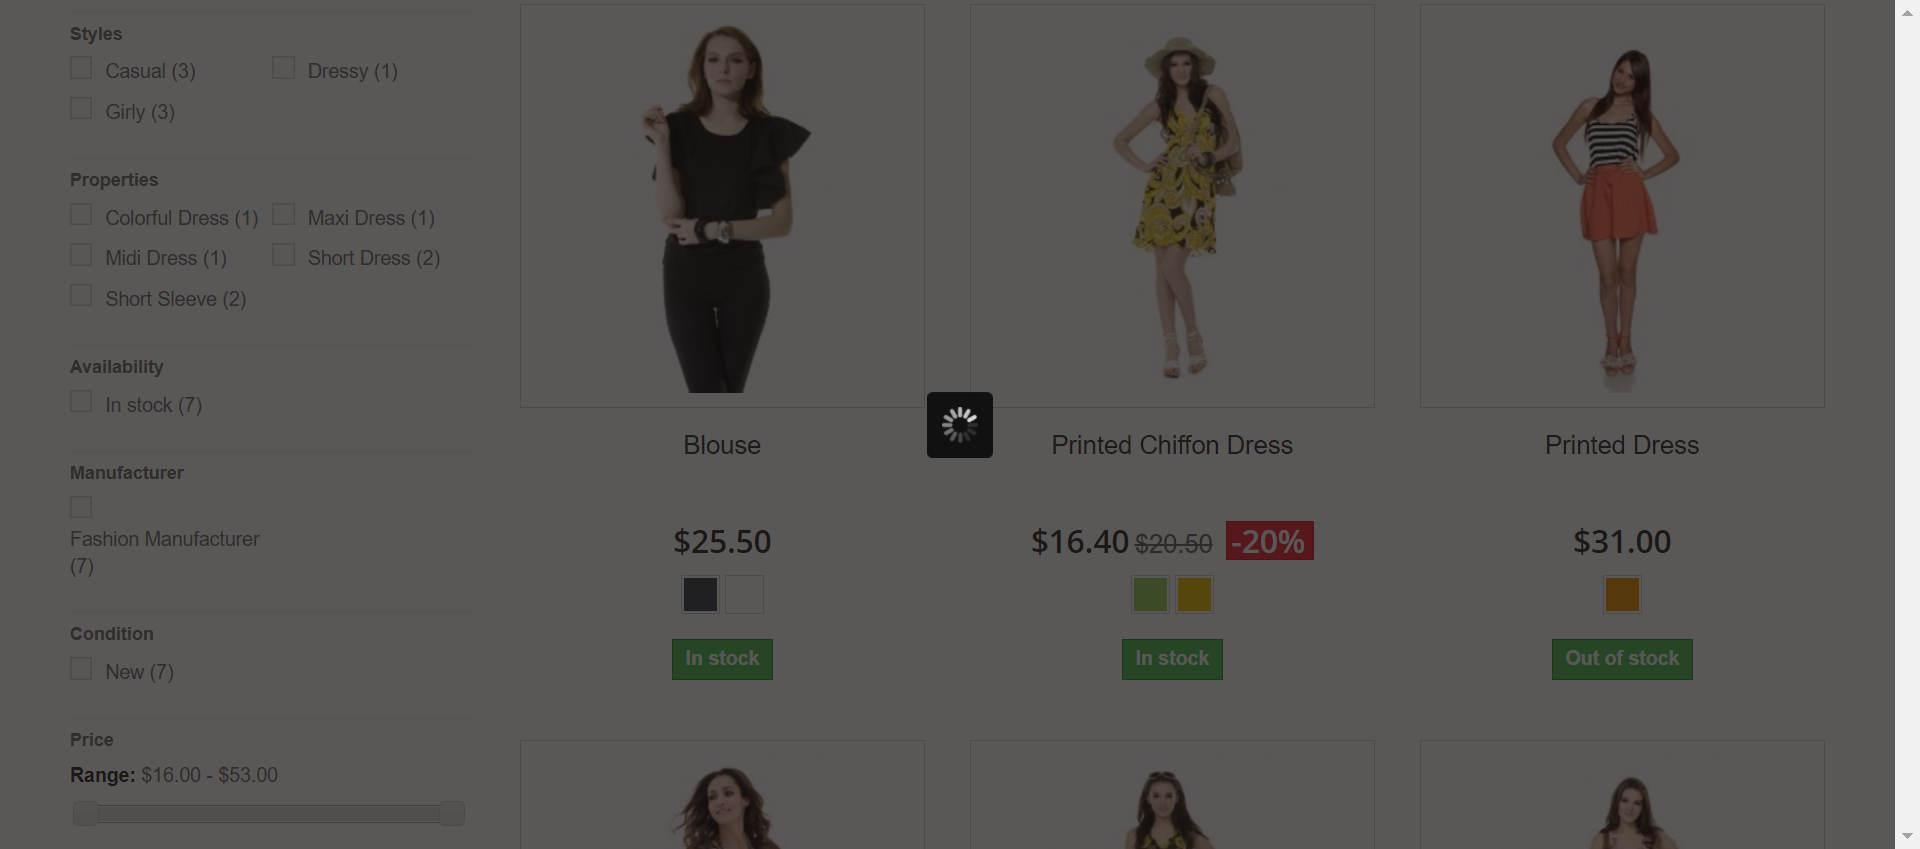 Styles
Casual (3)
Dressy (1)
Girly (3)
Properties
Colorful Dress (1)
Maxi Dress (1)
Midi Dress (1)
Short Dress (2)
Short Sleeve (2)
Availability
In stock (7)
Manufacturer
Fashion Manufacturer
(7)
Condition
New (7)
Price
Range: $16.00 - $53.00
Blouse
$25.50
In stock
Printed Chiffon Dress
$16.40 $20.50 -20%
In stock
Printed Dress
$31.00
Out of stock